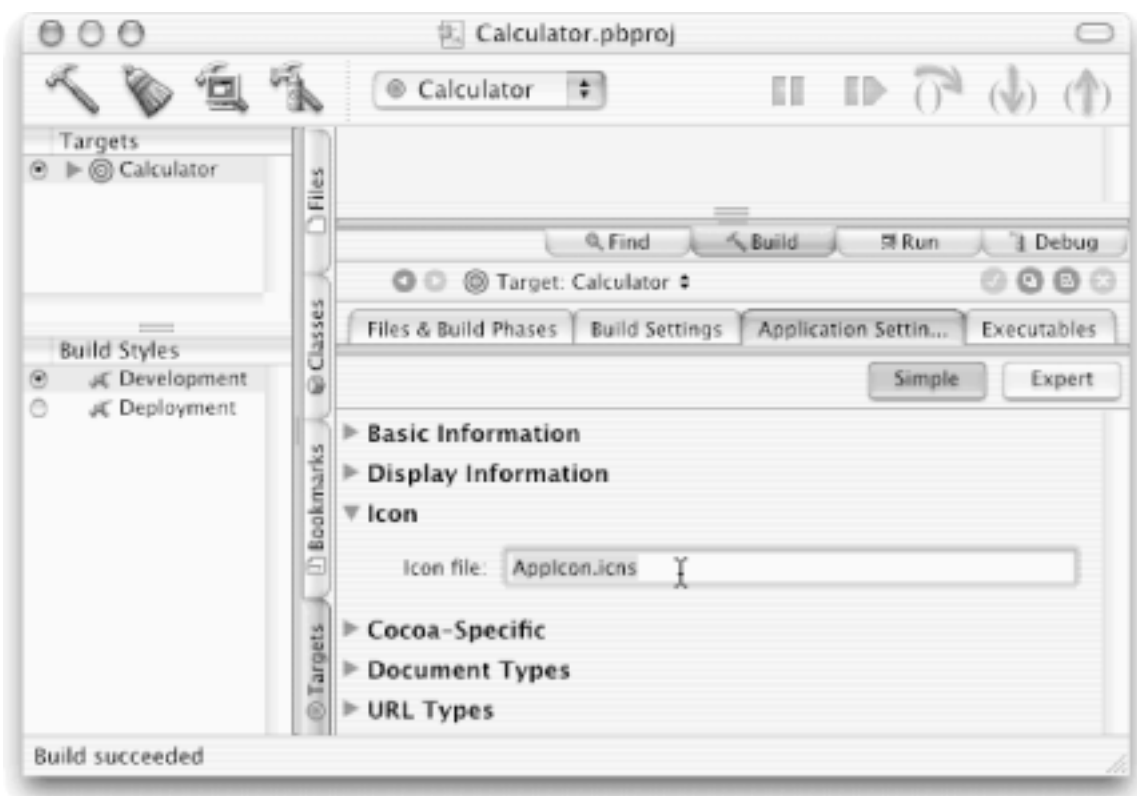 Calculator.pbproj
Calculator
Targets
Calculator
Build Styles
Development
Deployment
Files
Classes
Bookmarks
Targets
Find
Build
Run
Debug
Target: Calculator
Files & Build Phases
Build Settings
Application Settin...
Executables
Simple
Expert
Basic Information
Display Information
Icon
Icon file: AppIcon.icns
Cocoa-Specific
Document Types
URL Types
Build succeeded